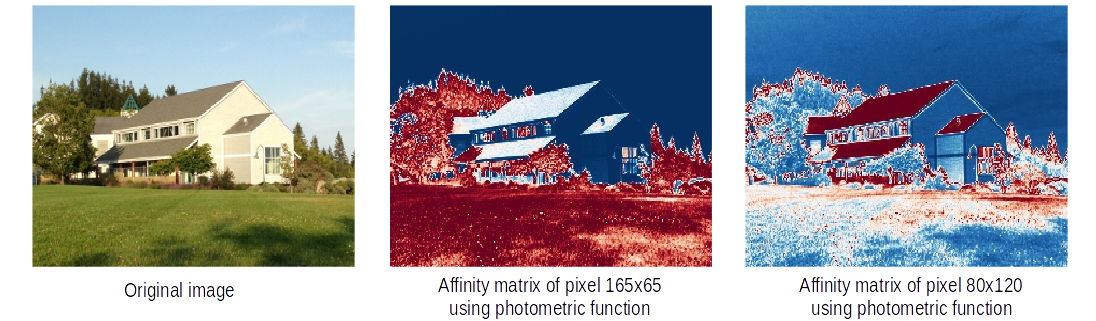 Original image
Affinity matrix of pixel 165x65
using photometric function
Affinity matrix of pixel 80x120
using photometric function